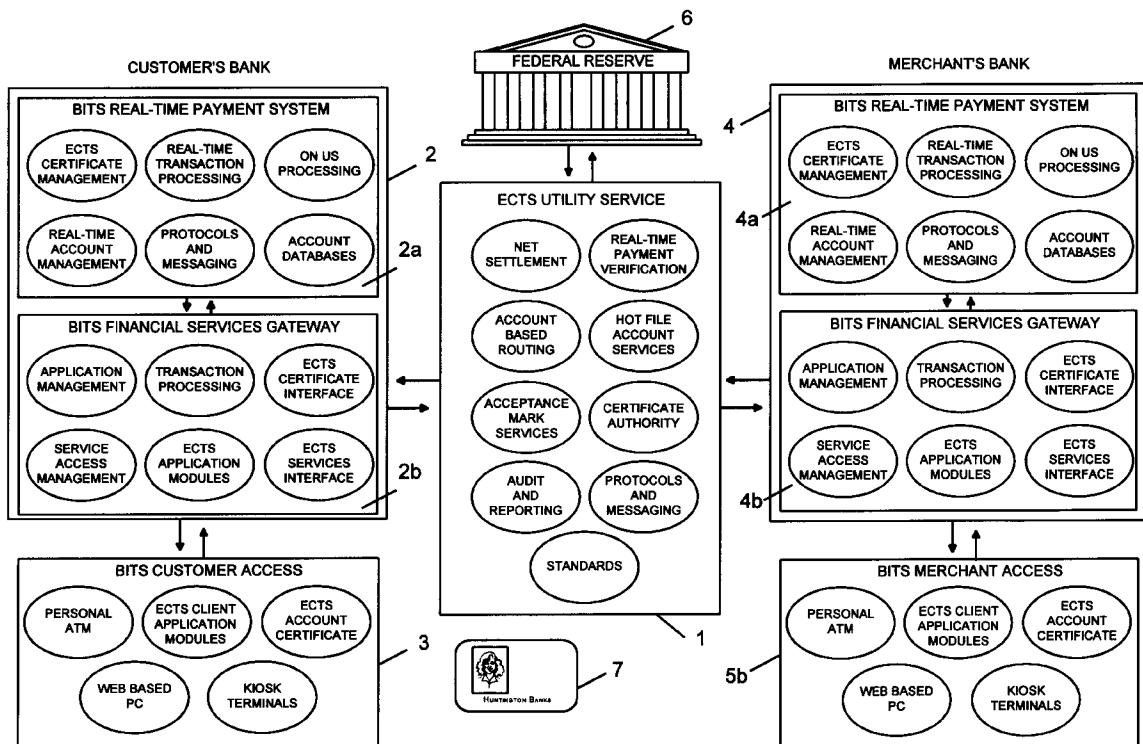 6
FEDERAL RESERVE
CUSTOMER'S BANK
BITS REAL-TIME PAYMENT SYSTEM
ECTS
CERTIFICATE
MANAGEMENT
REAL-TIME
TRANSACTION
PROCESSING
ON US
PROCESSING
2
REAL-TIME
ACCOUNT
MANAGEMENT
PROTOCOLS
AND
MESSAGING
ACCOUNT
DATABASES
2a
BITS FINANCIAL SERVICES GATEWAY
APPLICATION
MANAGEMENT
TRANSACTION
PROCESSING
ECTS
CERTIFICATE
INTERFACE
SERVICE
ACCESS
MANAGEMENT
ECTS
APPLICATION
MODULES
ECTS
SERVICES
INTERFACE
2b
BITS CUSTOMER ACCESS
PERSONAL
ATM
ECTS CLIENT
APPLICATION
MODULES
ECTS
ACCOUNT
CERTIFICATE
WEB BASED
PC
KIOSK
TERMINALS
3
ECTS UTILITY SERVICE
NET
SETTLEMENT
REAL-TIME
PAYMENT
VERIFICATION
ACCOUNT
BASED
ROUTING
HOT FILE
ACCOUNT
SERVICES
ACCEPTANCE
MARK
SERVICES
CERTIFICATE
AUTHORITY
AUDIT
AND
REPORTING
PROTOCOLS
AND
MESSAGING
STANDARDS
1
HUNTINGTON BANKS
7
MERCHANT'S BANK
4
BITS REAL-TIME PAYMENT SYSTEM
ECTS
CERTIFICATE
MANAGEMENT
REAL-TIME
TRANSACTION
PROCESSING
ON US
PROCESSING
4a
REAL-TIME
ACCOUNT
MANAGEMENT
PROTOCOLS
AND
MESSAGING
ACCOUNT
DATABASES
BITS FINANCIAL SERVICES GATEWAY
APPLICATION
MANAGEMENT
TRANSACTION
PROCESSING
ECTS
CERTIFICATE
INTERFACE
SERVICE
ACCESS
MANAGEMENT
ECTS
APPLICATION
MODULES
ECTS
SERVICES
INTERFACE
4b
BITS MERCHANT ACCESS
PERSONAL
ATM
ECTS CLIENT
APPLICATION
MODULES
ECTS
ACCOUNT
CERTIFICATE
5b
WEB BASED
PC
KIOSK
TERMINALS